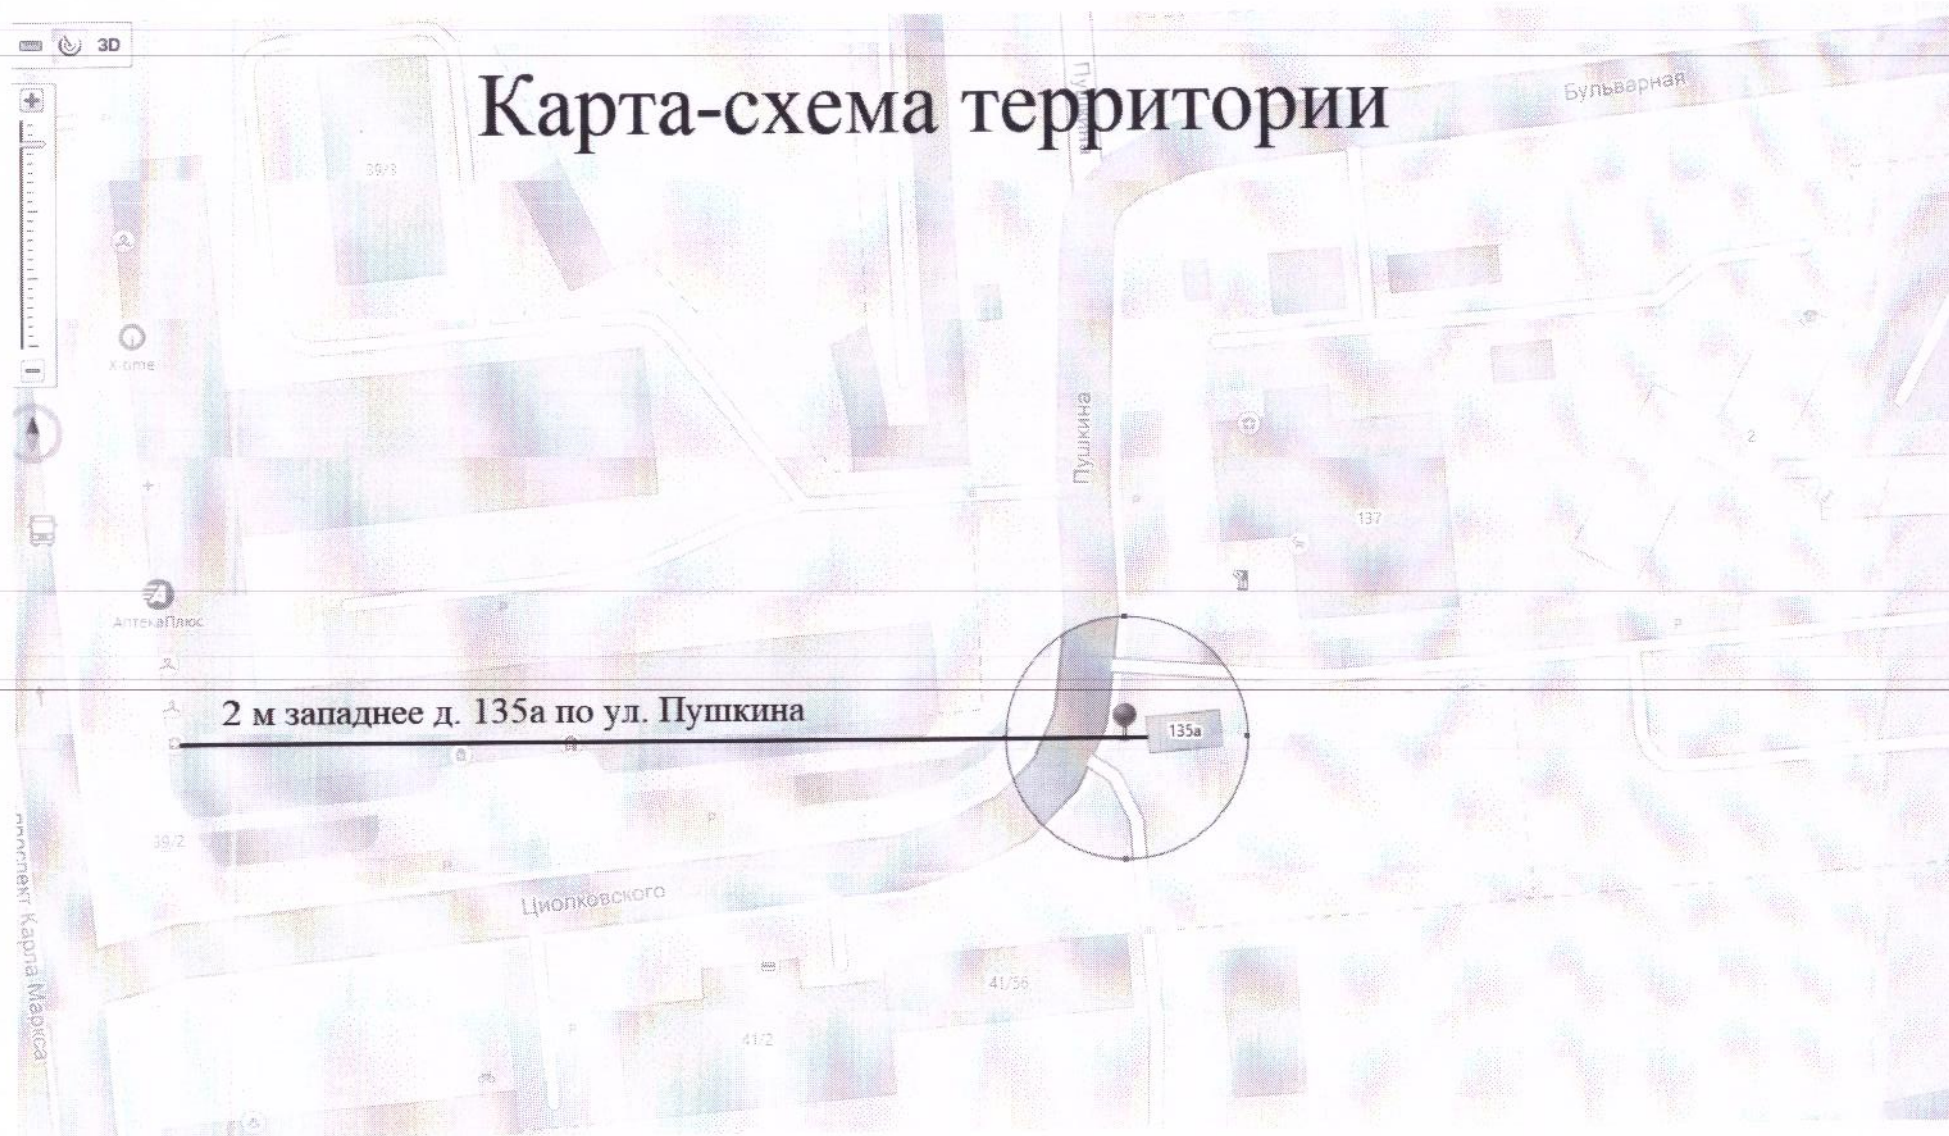 3D
Карта-схема территории
Пушкина
Бульварная
39/3
X-time
Пушкина
2
137
P
АптекаПлюс
P
P
2 м западнее д. 135а по ул. Пушкина
135а
39/2
P
P
Циолковского
проспект Карла Маркса
41/56
41/2
P